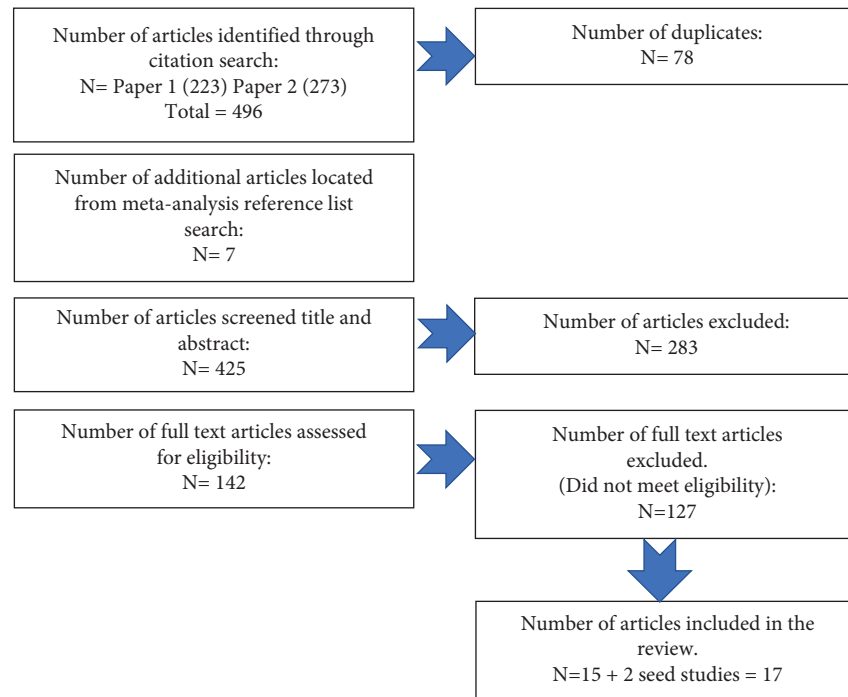 Number of articles identified through
citation search:
N= Paper 1 (223) Paper 2 (273)
Total = 496
Number of duplicates:
N= 78
Number of additional articles located
from meta-analysis reference list
search:
N= 7
Number of articles screened title and
abstract:
N= 425
Number of articles excluded:
N= 283
Number of full text articles assessed
for eligibility:
N= 142
Number of full text articles
excluded.
(Did not meet eligibility):
N=127
Number of articles included in the
review.
N=15 + 2 seed studies = 17